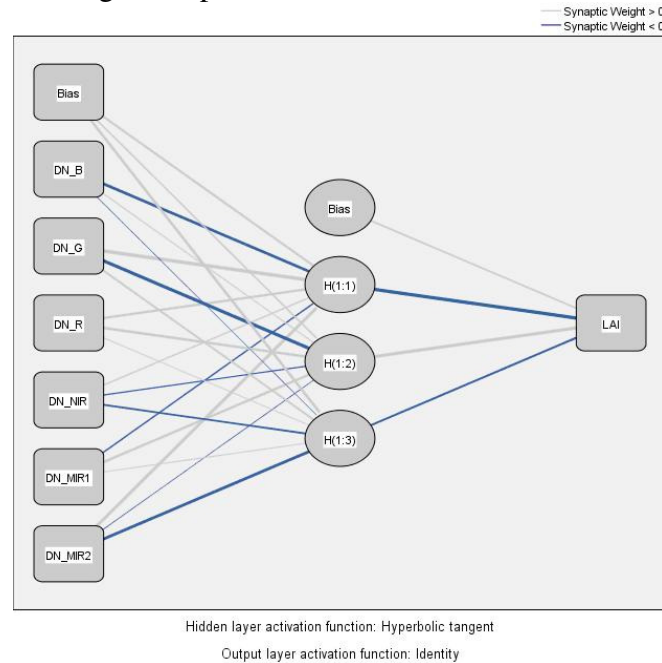 Synaptic Weight > 0
Synaptic Weight < 0
Bias
DN_B
DN_G
DN_R
DN_NIR
DN_MIR1
DN_MIR2
Bias
H(1:1)
H(1:2)
H(1:3)
LAI
Hidden layer activation function: Hyperbolic tangent
Output layer activation function: Identity